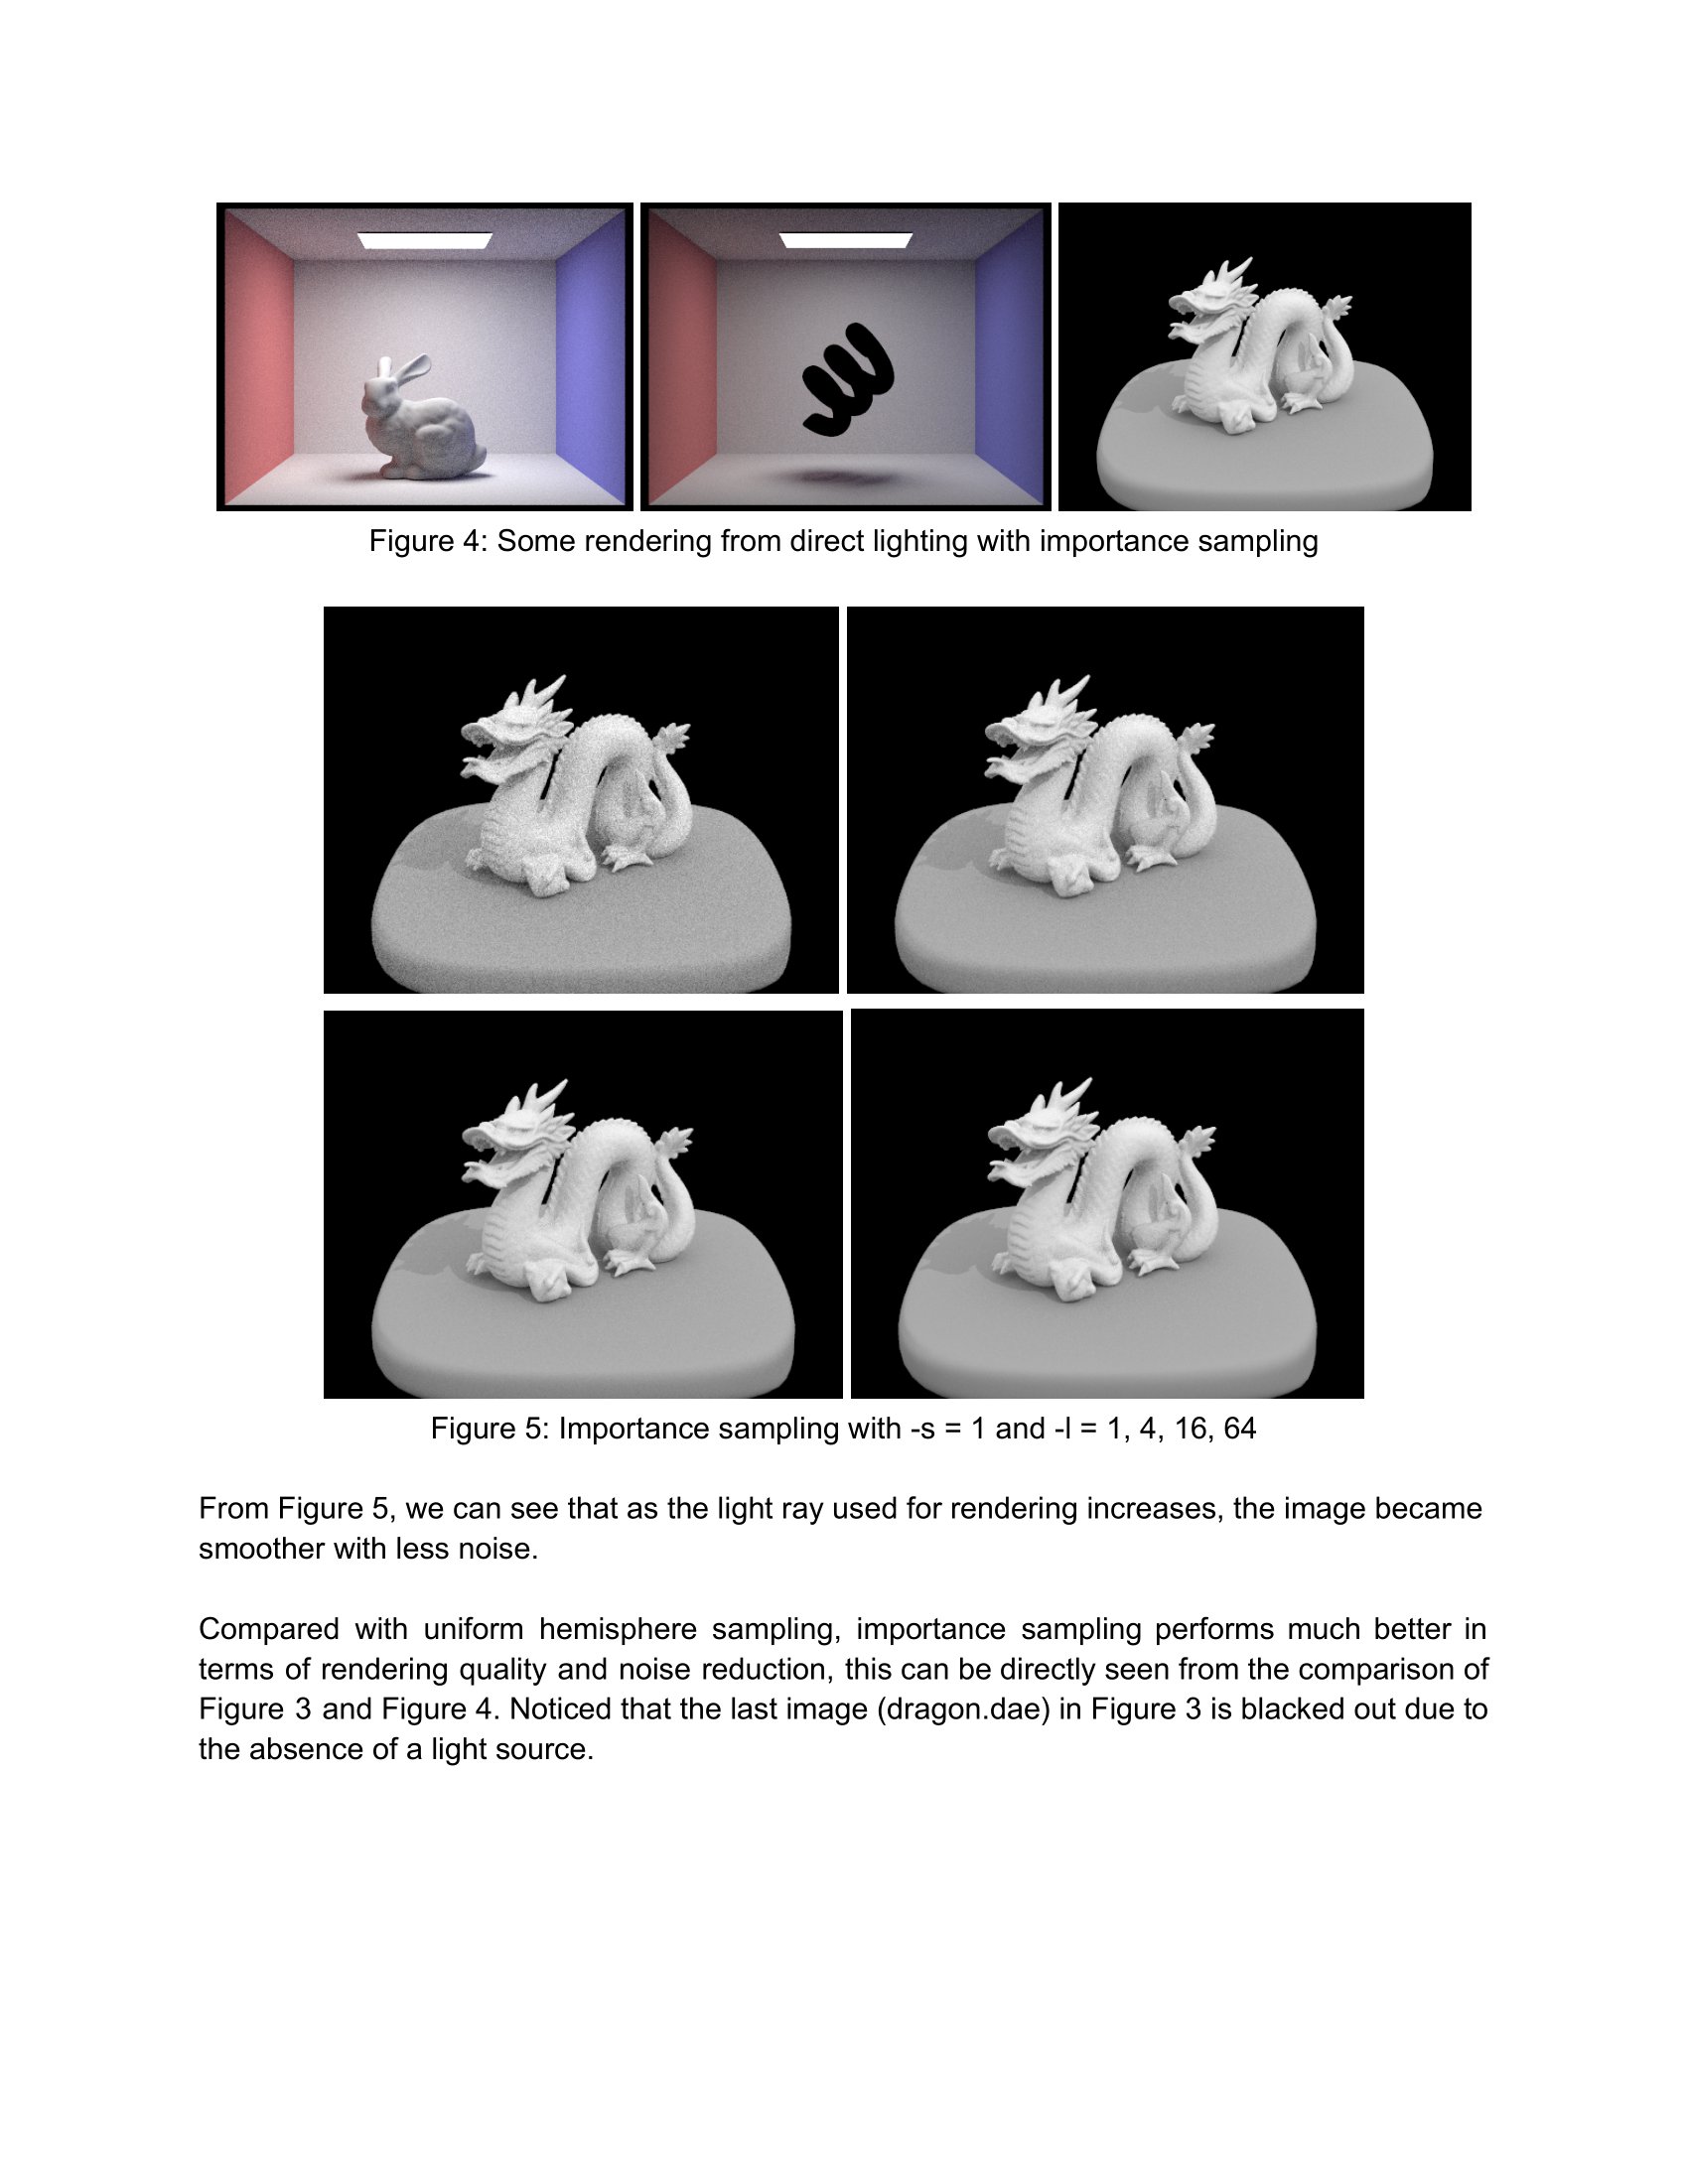 Figure 4: Some rendering from direct lighting with importance sampling
Figure 5: Importance sampling with -s = 1 and -l = 1, 4, 16, 64
From Figure 5, we can see that as the light ray used for rendering increases, the image became
smoother with less noise.
Compared with uniform hemisphere sampling, importance sampling performs much better in
terms of rendering quality and noise reduction, this can be directly seen from the comparison of
Figure 3 and Figure 4. Noticed that the last image (dragon.dae) in Figure 3 is blacked out due to
the absence of a light source.